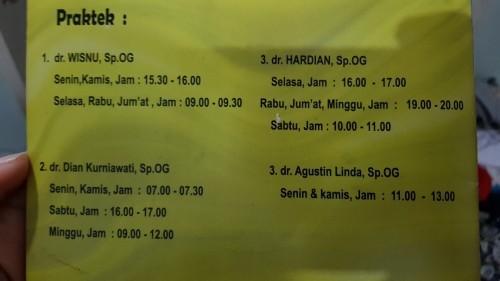 Praktek :
1. dr. WISNU, Sp.OG
Senin,Kamis, Jam : 15.30 - 16.00
Selasa, Rabu, Jum'at , Jam : 09.00 - 09.30
2. dr. Dian Kurniawati, Sp.OG
Senin, Kamis, Jam : 07.00 - 07.30
Sabtu, Jam : 16.00 - 17.00
Minggu, Jam : 09.00 - 12.00
3. dr. HARDIAN, Sp.OG
Selasa, Jam : 16.00 - 17.00
Rabu, Jum'at, Minggu, Jam : 19.00 - 20.00
Sabtu, Jam : 10.00 - 11.00
3. dr. Agustin Linda, Sp.OG
Senin & kamis, Jam : 11.00 - 13.00